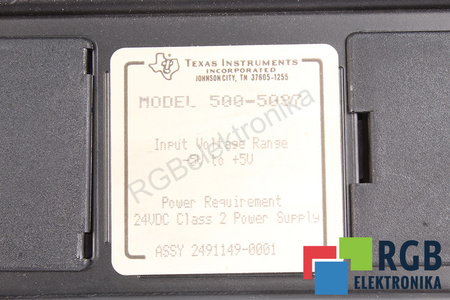 TEXAS INSTRUMENTS
INCORPORATED
JOHNSON CITY, TN 37605-1255
MODEL 500-5037
Input Voltage Range
-5V to +5V
Power Requirement
24VDC Class 2 Power Supply
ASSY 2491149-0001
RGBelektronika
RGB
ELEKTRONIKA